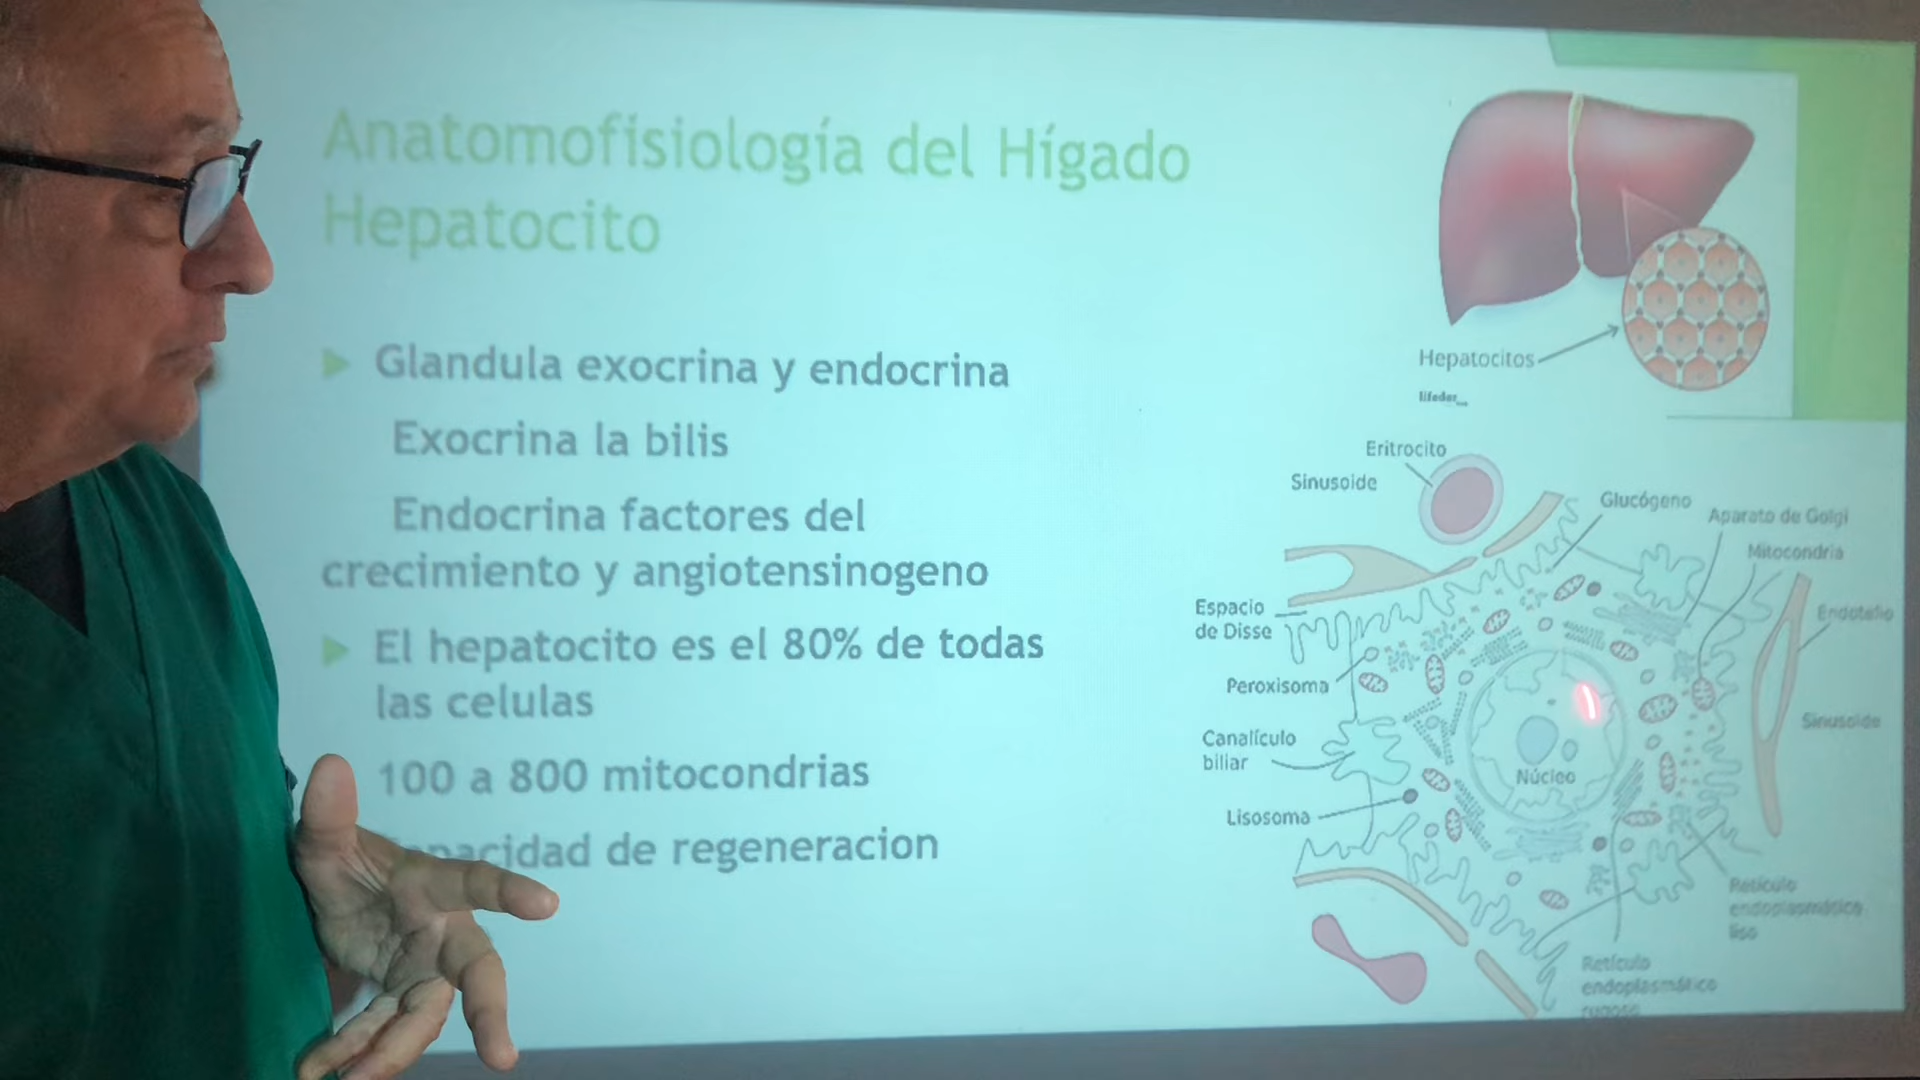 Anatomofisiología del Hígado
Hepatocito
Glandula exocrina y endocrina
Exocrina la bilis
Endocrina factores del
crecimiento y angiotensinogeno
El hepatocito es el 80% de todas
las celulas
100 a 800 mitocondrias
de regeneracion
Hepatocitos
Eritrocito
Sinusoide
Glucógeno
Aparato de Golgi
Mitocondria
Endotelio
Espacio
de Disse
Peroxisoma
Sinusoide
Canalículo
biliar
Núcleo
Lisosoma
Retículo
endoplasmático
liso
Retículo
endoplasmático
rugoso